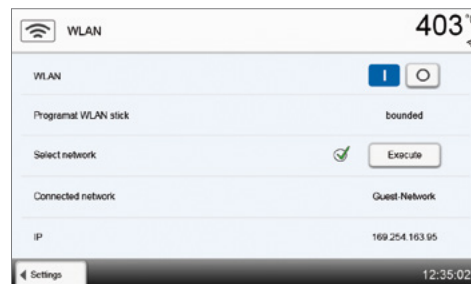 WLAN 403
WLAN I O
Programat WLAN stick bounded
Select network Execute
Connected network Guest-Network
IP 169.254.163.95
Settings 12:35:02